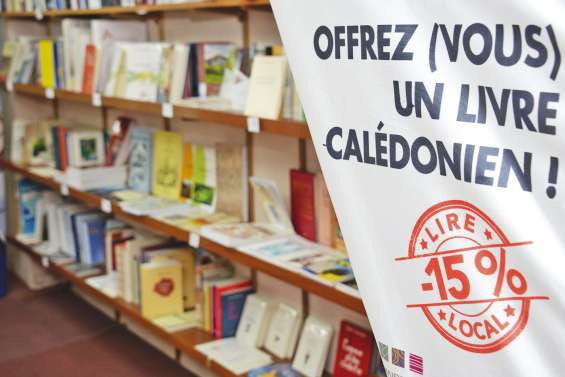 OFFREZ (VOUS)
UN LIVRE
CALÉDONIEN !
LIRE
-15%
LOCAL